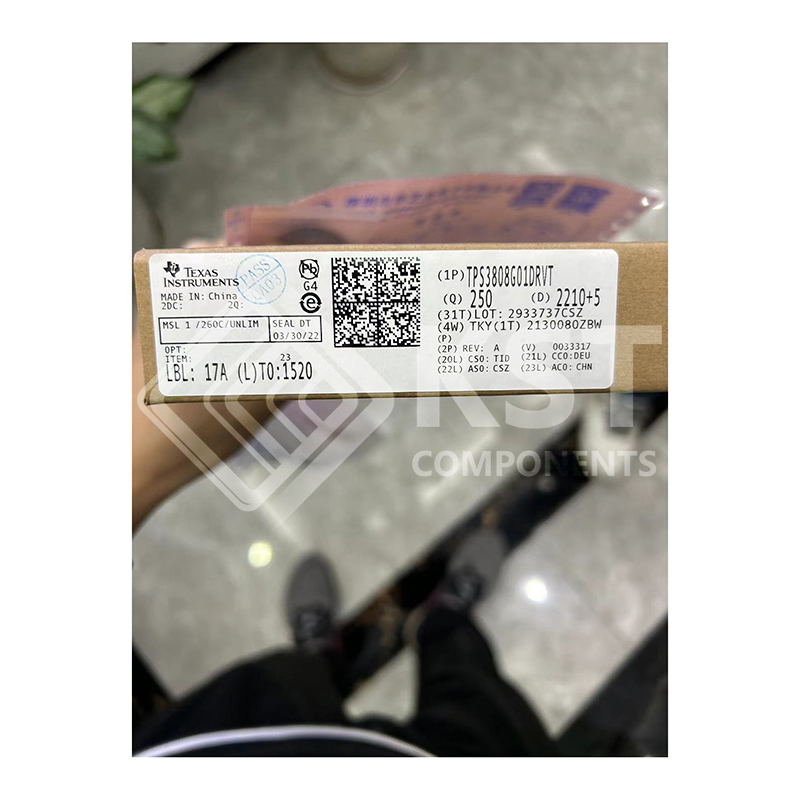 TEXAS
INSTRUMENTS
MADE IN: China
2DC: 2Q:
MSL 1 /260C/UNLIM SEAL DT
03/30/22
OPT:
ITEM: 23
LBL: 17A (L)TO:1520
PASS
Pb
G4
e
(1P)TPS3808G01DRVT
(Q) 250 (D) 2210+5
(31T)LOT: 2933737CSZ
(4W) TKY(1T) 2130080ZBW
(P)
(2P) REV: A (V) 0033317
(20L) CSO: TID (21L) CCO:DEU
(22L) ASO: CSZ (23L) ACO: CHN
RST
COMPONENTS